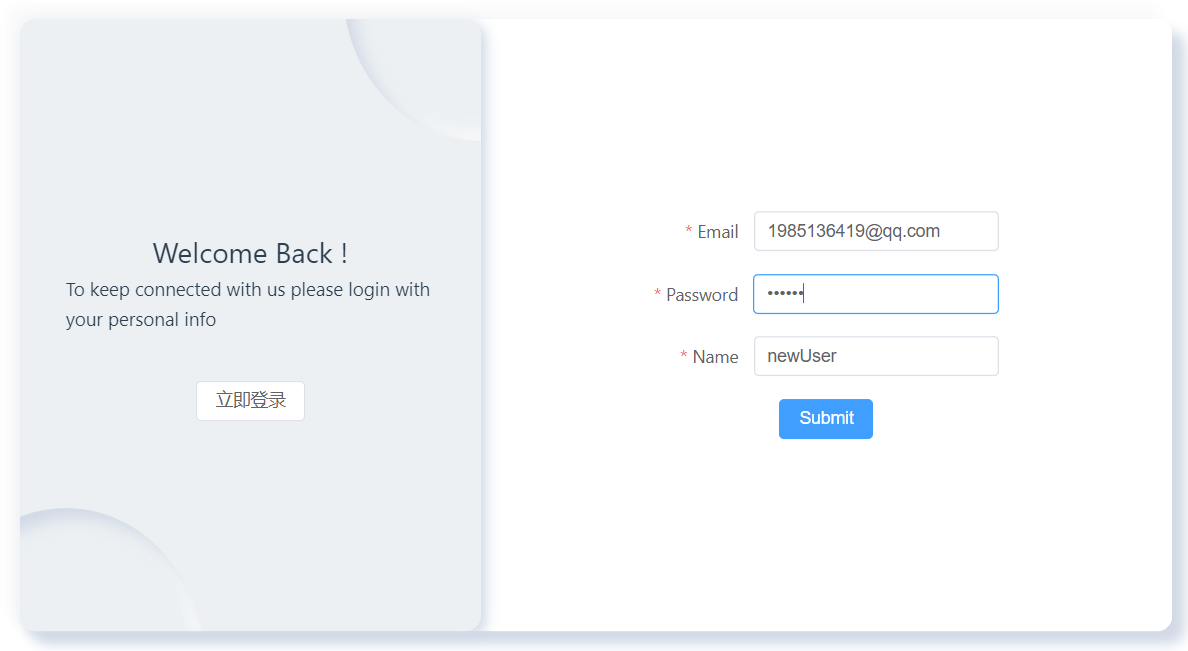 Welcome Back !
To keep connected with us please login with
your personal info
立即登录
* Email
1985136419@qq.com
* Password
••••••
* Name
newUser
Submit